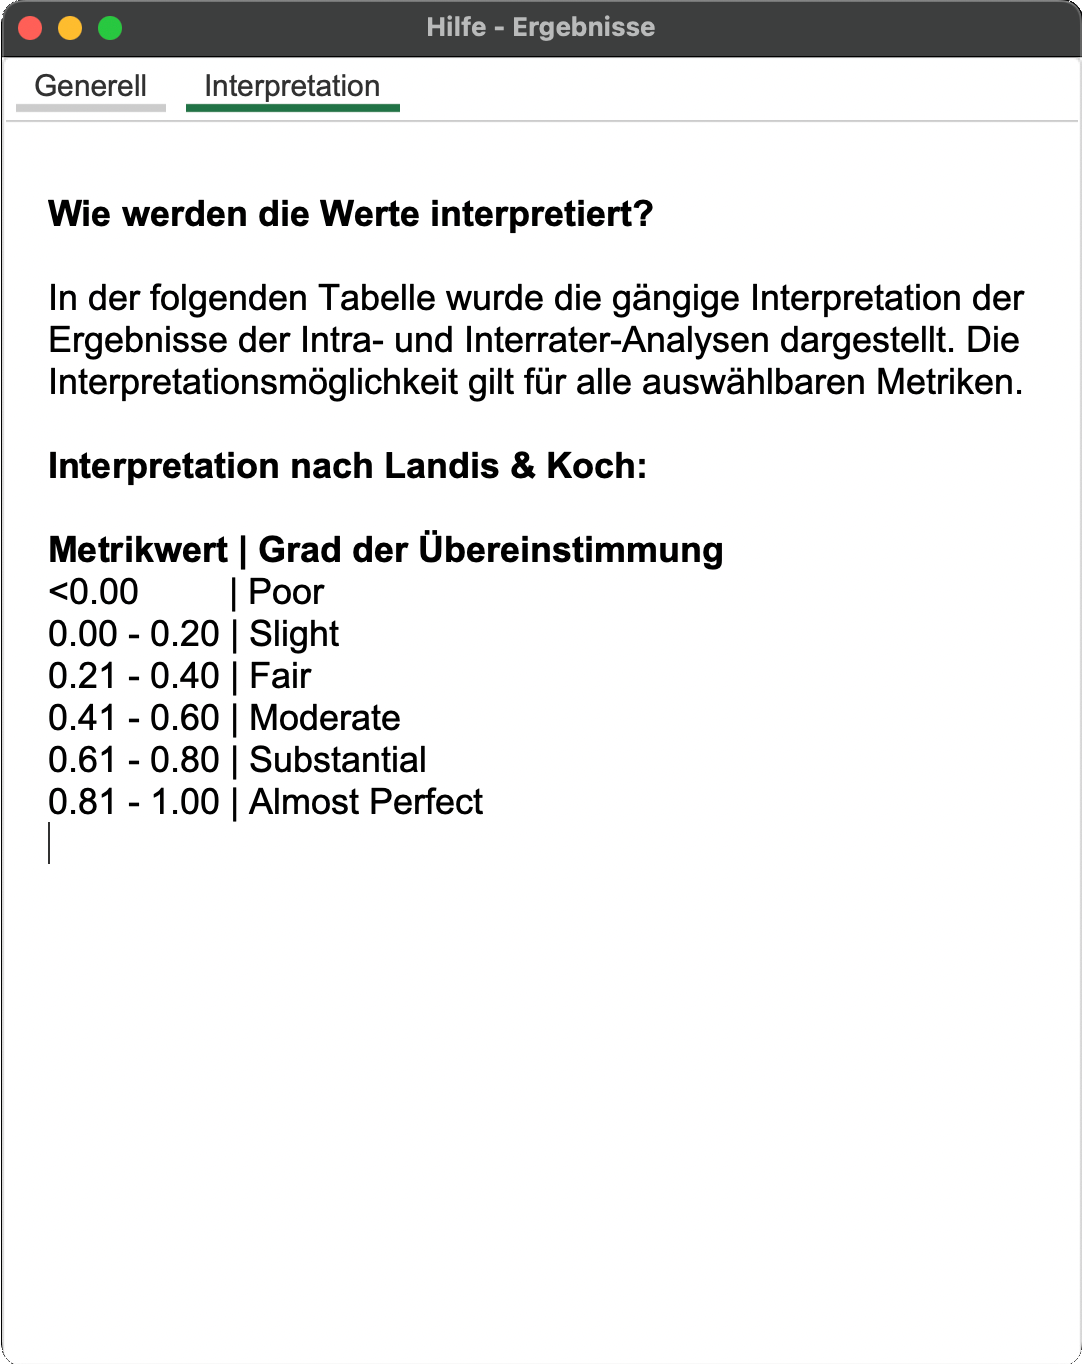 Hilfe - Ergebnisse
Generell Interpretation
Wie werden die Werte interpretiert?
In der folgenden Tabelle wurde die gängige Interpretation der
Ergebnisse der Intra- und Interrater-Analysen dargestellt. Die
Interpretationsmöglichkeit gilt für alle auswählbaren Metriken.
Interpretation nach Landis & Koch:
Metrikwert | Grad der Übereinstimmung
<0.00 | Poor
0.00 - 0.20 | Slight
0.21 - 0.40 | Fair
0.41 - 0.60 | Moderate
0.61 - 0.80 | Substantial
0.81 - 1.00 | Almost Perfect